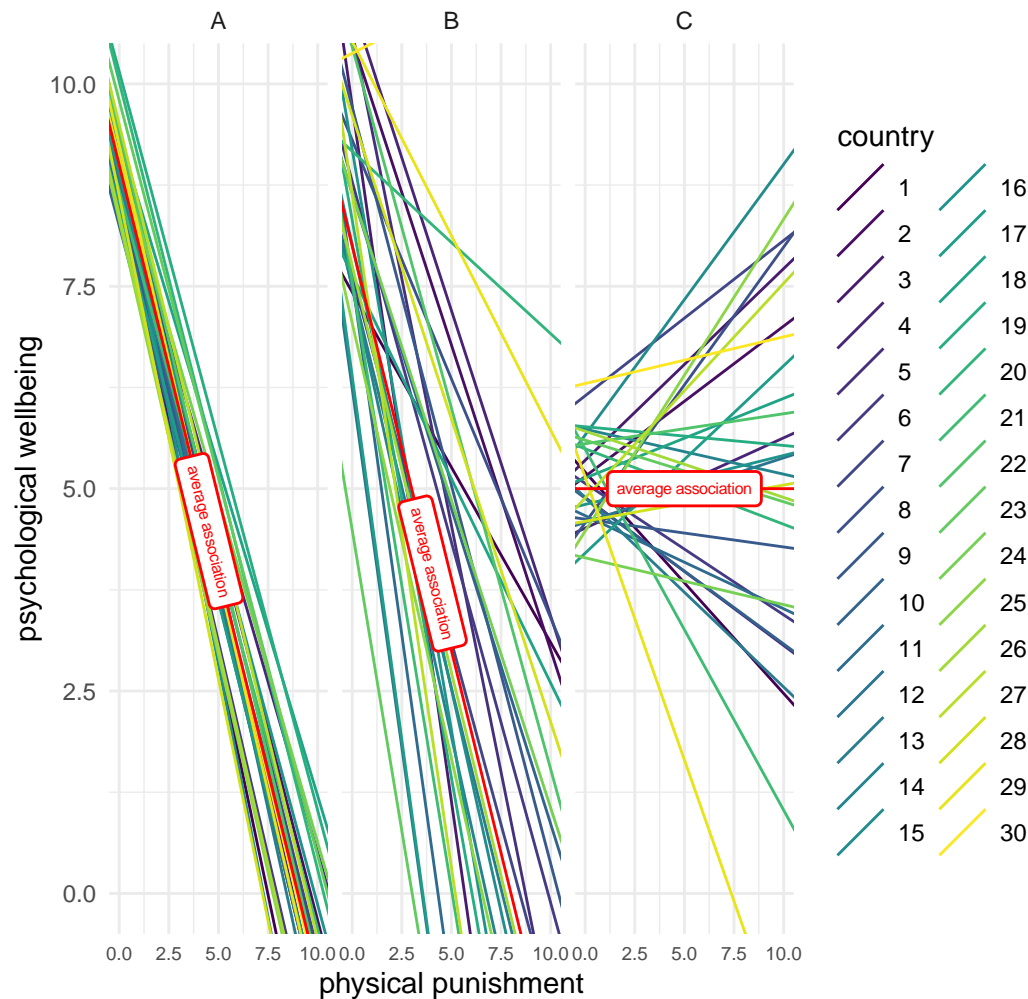 A B C
psychological wellbeing
10.0
7.5
5.0
2.5
0.0
average association
average association
average association
0.0 2.5 5.0 7.5 10.0 0.0 2.5 5.0 7.5 10.0 0.0 2.5 5.0 7.5 10.0
physical punishment
country
1 16
2 17
3 18
4 19
5 20
6 21
7 22
8 23
9 24
10 25
11 26
12 27
13 28
14 29
15 30